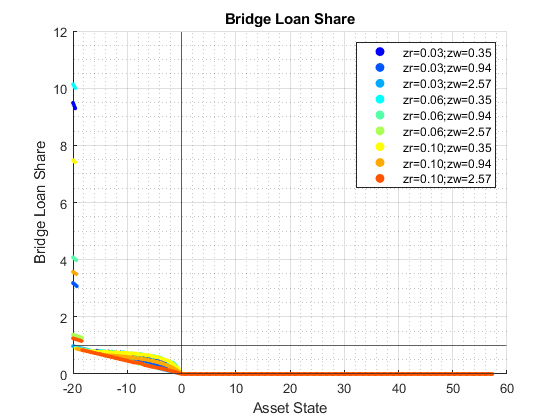 Bridge Loan Share
12
10
8
6
4
2
0
Bridge Loan Share
zr=0.03;zw=0.35
zr=0.03;zw=0.94
zr=0.03;zw=2.57
zr=0.06;zw=0.35
zr=0.06;zw=0.94
zr=0.06;zw=2.57
zr=0.10;zw=0.35
zr=0.10;zw=0.94
zr=0.10;zw=2.57
-20 -10 0 10 20 30 40 50 60
Asset State